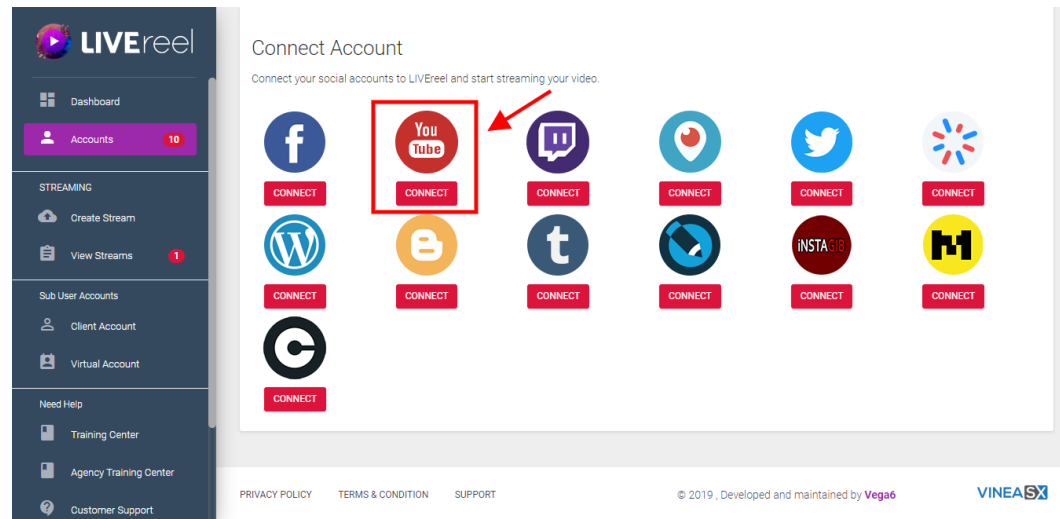 LIVEreel
Dashboard
Accounts 10
STREAMING
Create Stream
View Streams 1
Sub User Accounts
Client Account
Virtual Account
Need Help
Training Center
Agency Training Center
Customer Support
Connect Account
Connect your social accounts to LIVEreel and start streaming your video.
f You t
Tube
CONNECT CONNECT CONNECT CONNECT CONNECT CONNECT
W B t iNSTAGIB M
CONNECT CONNECT CONNECT CONNECT CONNECT CONNECT
CONNECT
PRIVACY POLICY TERMS & CONDITION SUPPORT © 2019 , Developed and maintained by Vega6 VINEASX